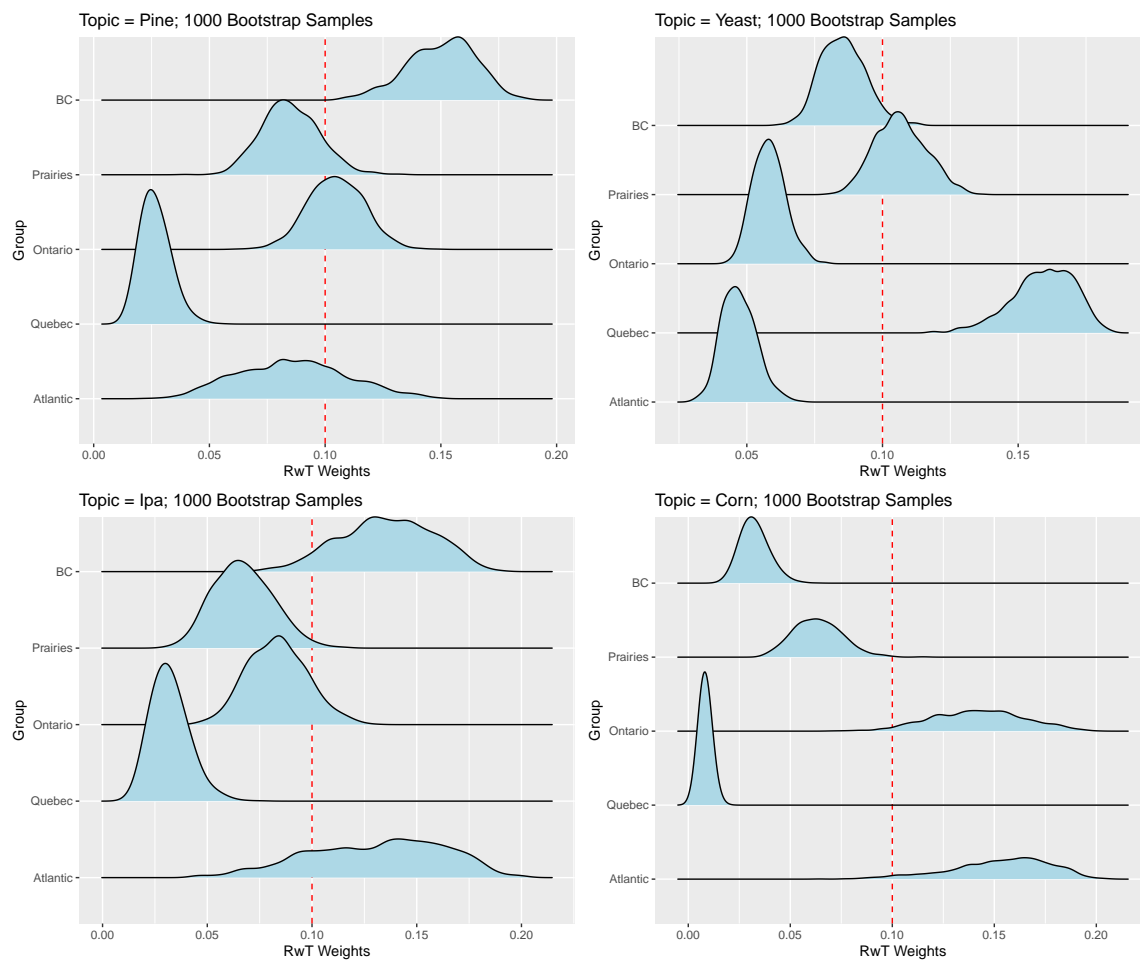 Topic = Pine; 1000 Bootstrap Samples
Group
BC
Prairies
Ontario
Quebec
Atlantic
0.00 0.05 0.10 0.15 0.20
RwT Weights
Topic = Yeast; 1000 Bootstrap Samples
Group
BC
Prairies
Ontario
Quebec
Atlantic
0.05 0.10 0.15
RwT Weights
Topic = Ipa; 1000 Bootstrap Samples
Group
BC
Prairies
Ontario
Quebec
Atlantic
0.00 0.05 0.10 0.15 0.20
RwT Weights
Topic = Corn; 1000 Bootstrap Samples
Group
BC
Prairies
Ontario
Quebec
Atlantic
0.00 0.05 0.10 0.15 0.20
RwT Weights